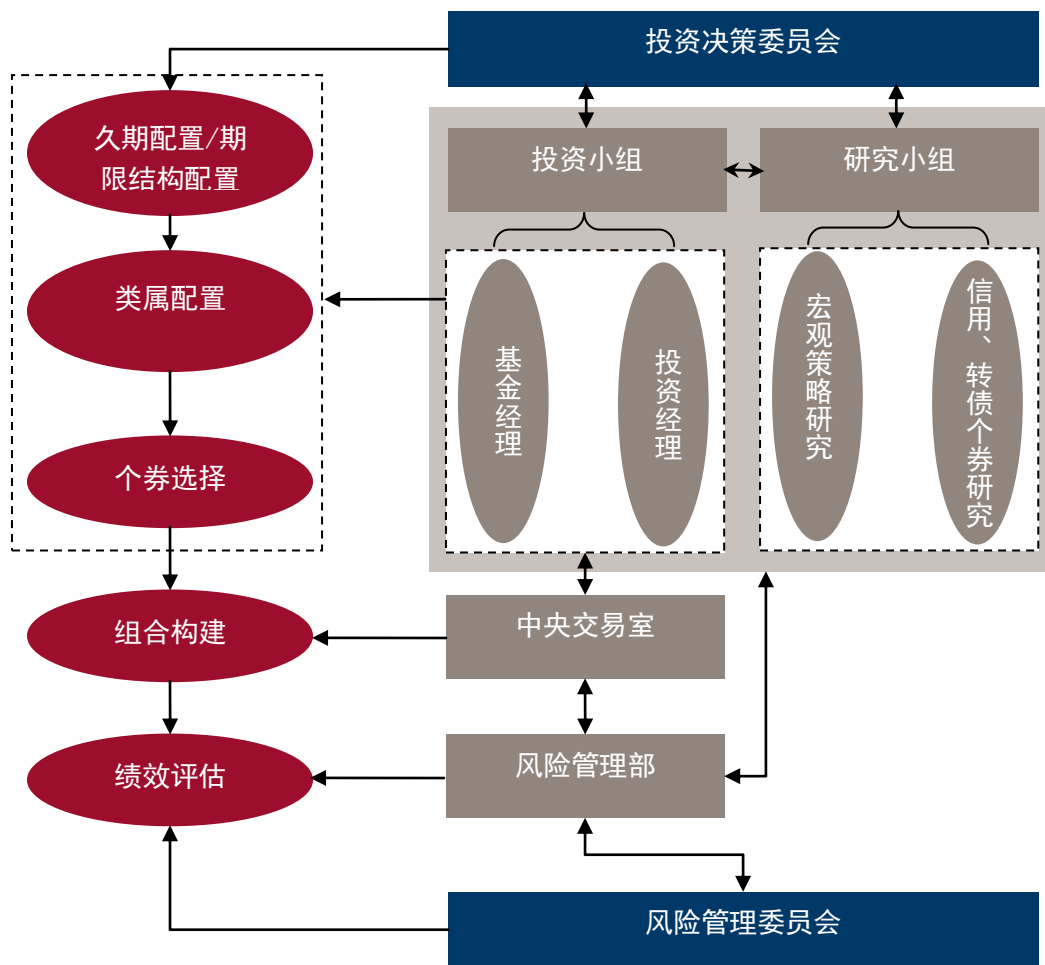 投资决策委员会
久期配置/期
限结构配置
投资小组
研究小组
类属配置
基金经理
投资经理
宏观策略研究
信用、转债个券研究
个券选择
组合构建
中央交易室
绩效评估
风险管理部
风险管理委员会